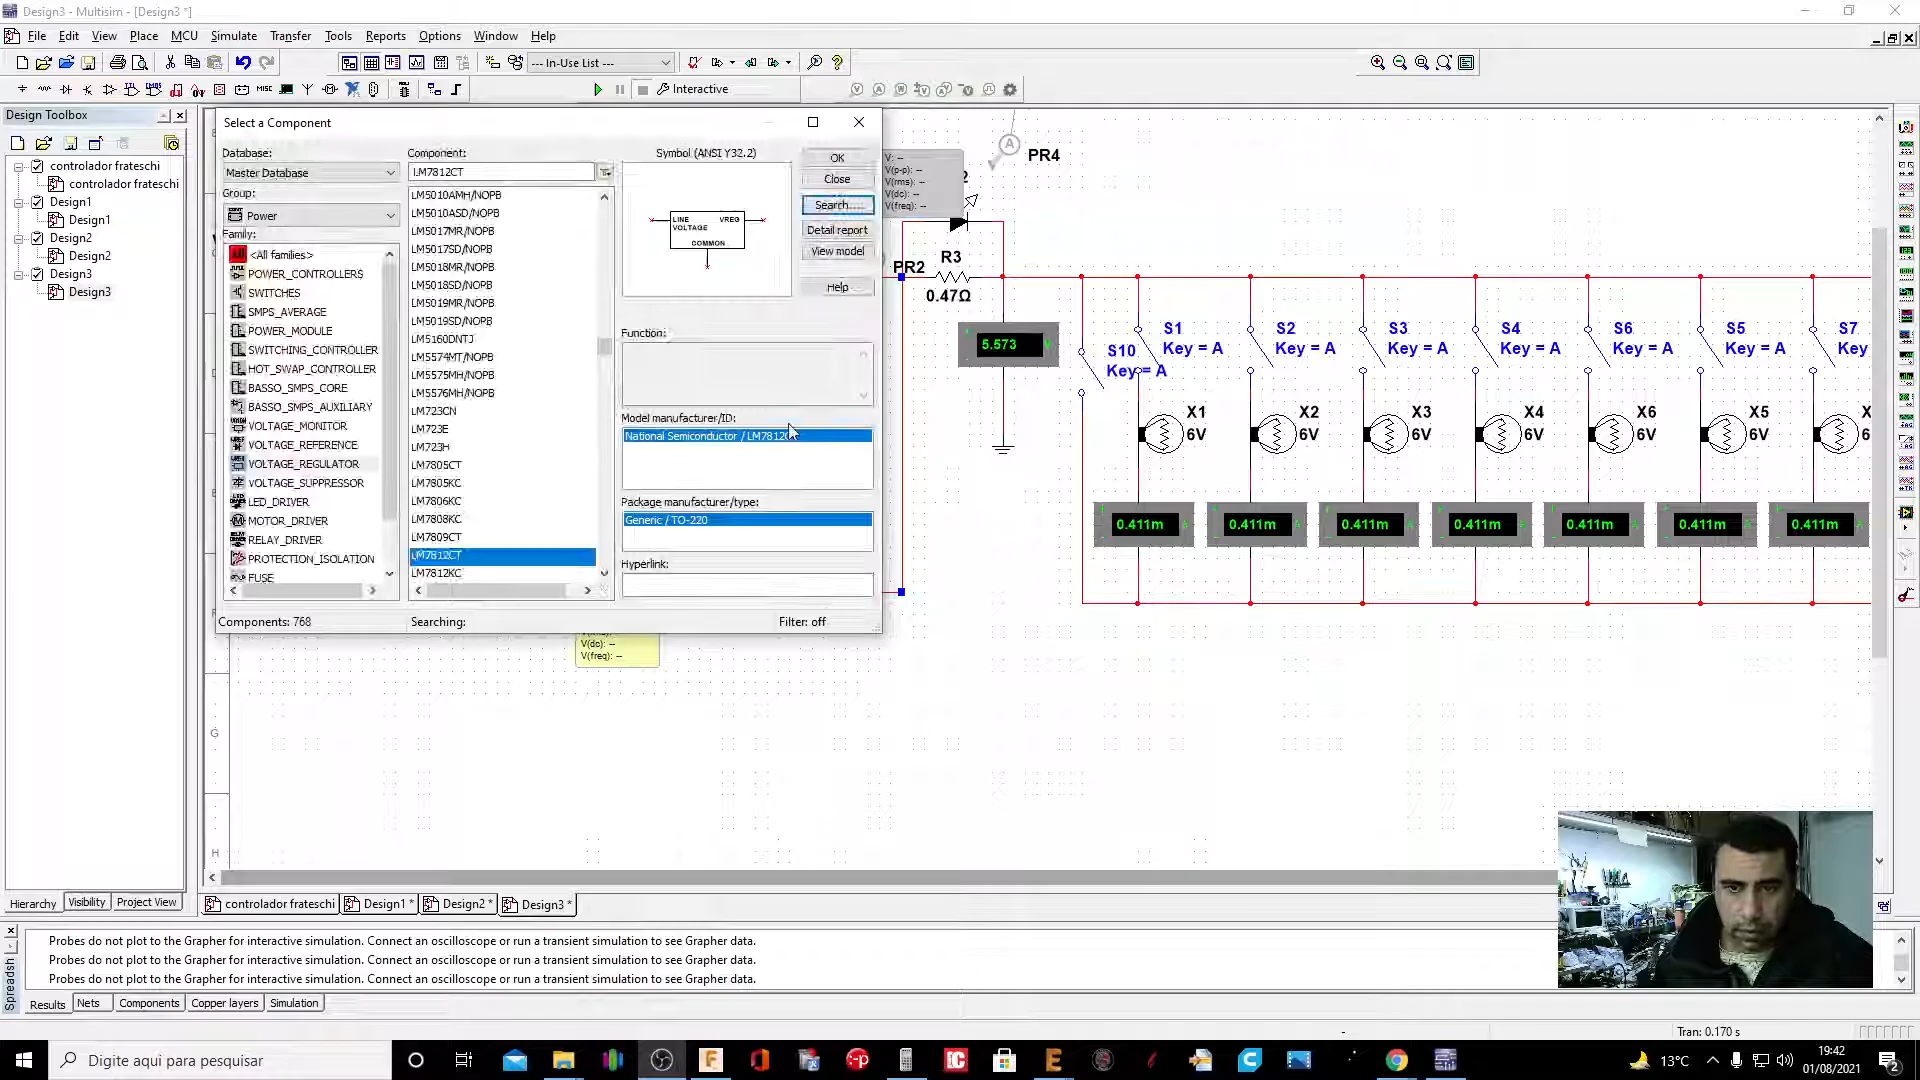 Design3 - Multisim - [Design3 *]
File Edit View Place MCU Simulate Transfer Tools Reports Options Window Help
--- In-Use List ---
Interactive
Design Toolbox
controlador frateschi
controlador frateschi
Design1
Design1
Design2
Design2
Design3
Design3
Select a Component
Database:
Master Database
Group:
Power
Family:
<All families>
POWER_CONTROLLERS
SWITCHES
SMPS_AVERAGE
POWER_MODULE
SWITCHING_CONTROLLER
HOT_SWAP_CONTROLLER
BASSO_SMPS_CORE
BASSO_SMPS_AUXILIARY
VOLTAGE_MONITOR
VOLTAGE_REFERENCE
VOLTAGE_REGULATOR
VOLTAGE_SUPPRESSOR
LED_DRIVER
MOTOR_DRIVER
RELAY_DRIVER
PROTECTION_ISOLATION
FUSE
Component:
LM7812CT
LM5010AMH/NOPB
LM5010ASD/NOPB
LM5017MR/NOPB
LM5017SD/NOPB
LM5018MR/NOPB
LM5018SD/NOPB
LM5019MR/NOPB
LM5019SD/NOPB
LM5160DNTJ
LM5574MT/NOPB
LM5575MH/NOPB
LM5576MH/NOPB
LM723CN
LM723E
LM723H
LM7805CT
LM7805KC
LM7806KC
LM7808KC
LM7809CT
LM7812CT
LM7812KC
Symbol (ANSI Y32.2)
LINE VREG
VOLTAGE
COMMON
OK
Close
Search...
Detail report
View model
Help
Function:
Model manufacturer/ID:
National Semiconductor / LM7812
Package manufacturer/type:
Generic / TO-220
Hyperlink:
Components: 768
Searching:
Filter: off
V: --
V(p-p): --
V(rms): --
V(dc): --
V(freq): --
V(dc): --
V(freq): --
A
PR4
PR2
R3
0.47Ω
5.573 V
S10
Key = A
S1
Key = A
S2
Key = A
S3
Key = A
S4
Key = A
S6
Key = A
S5
Key = A
S7
Key
X1
6V
X2
6V
X3
6V
X4
6V
X6
6V
X5
6V
X
6
0.411m
0.411m
0.411m
0.411m
0.411m
0.411m
0.411m
G
H
Hierarchy Visibility Project View
controlador frateschi Design1 * Design2 * Design3 *
Probes do not plot to the Grapher for interactive simulation. Connect an oscilloscope or run a transient simulation to see Grapher data.
Probes do not plot to the Grapher for interactive simulation. Connect an oscilloscope or run a transient simulation to see Grapher data.
Probes do not plot to the Grapher for interactive simulation. Connect an oscilloscope or run a transient simulation to see Grapher data.
Spreadsh
Results Nets Components Copper layers Simulation
Tran: 0.170 s
Digite aqui para pesquisar
13°C
19:42
01/08/2021
2